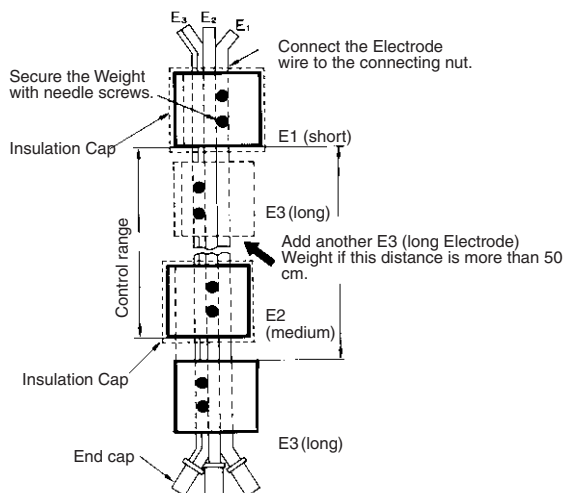 E3 E2 E1
Connect the Electrode
wire to the connecting nut.
Secure the Weight
with needle screws.
E1 (short)
Insulation Cap
E3 (long)
Control range
Add another E3 (long Electrode)
Weight if this distance is more than 50
cm.
E2
(medium)
Insulation Cap
E3 (long)
End cap